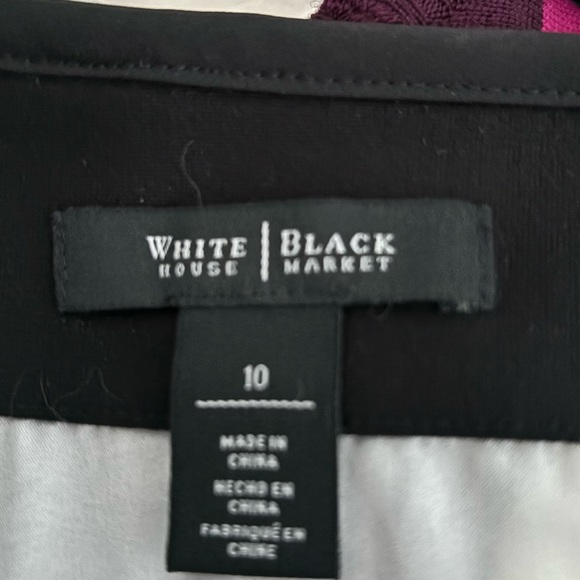 WHITE | BLACK
HOUSE | MARKET
10
MADE IN
CHINA
HECHO EN
CHINA
FABRIQUÉ EN
CHINE